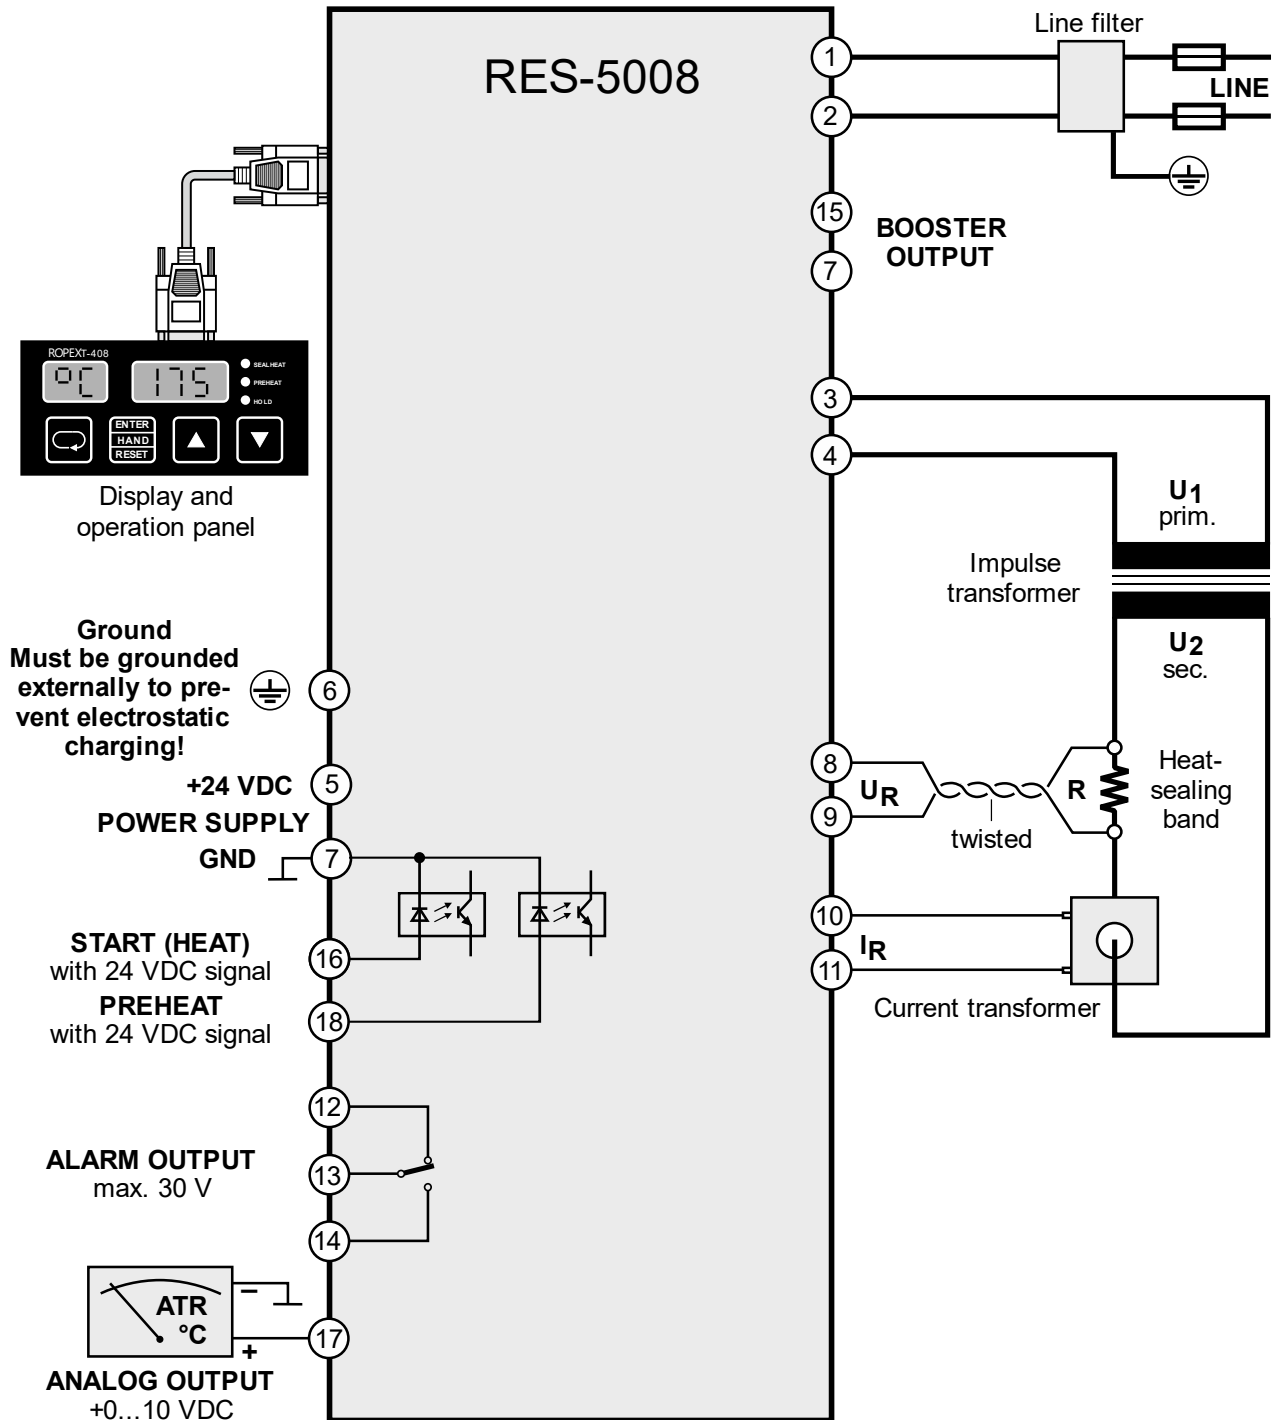 RES-5008
Line filter
1
2
LINE
15
7
BOOSTER
OUTPUT
ROPEXT-408
°C
175
SEALHEAT
PREHEAT
HOLD
ENTER
HAND
RESET
Display and
operation panel
3
4
U1
prim.
Impulse
transformer
U2
sec.
Ground
Must be grounded
externally to pre-
vent electrostatic
charging!
6
+24 VDC
5
POWER SUPPLY
GND
7
8
9
UR
twisted
R
Heat-
sealing
band
START (HEAT)
with 24 VDC signal
16
PREHEAT
with 24 VDC signal
18
10
11
IR
Current transformer
12
ALARM OUTPUT
max. 30 V
13
14
ATR
°C
−
+
17
ANALOG OUTPUT
+0...10 VDC